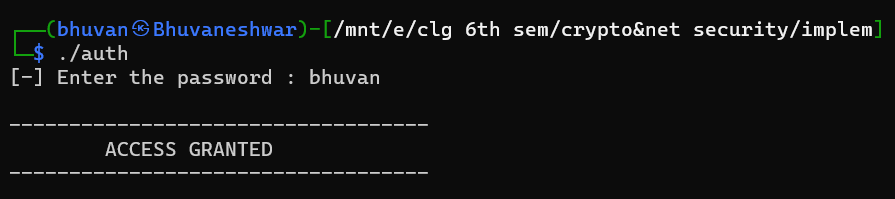 ┌──(bhuvan㉿Bhuvaneshwar)-[/mnt/e/clg 6th sem/crypto&net security/implem]
└─$ ./auth
[-] Enter the password : bhuvan
-----------------------------------
ACCESS GRANTED
-----------------------------------